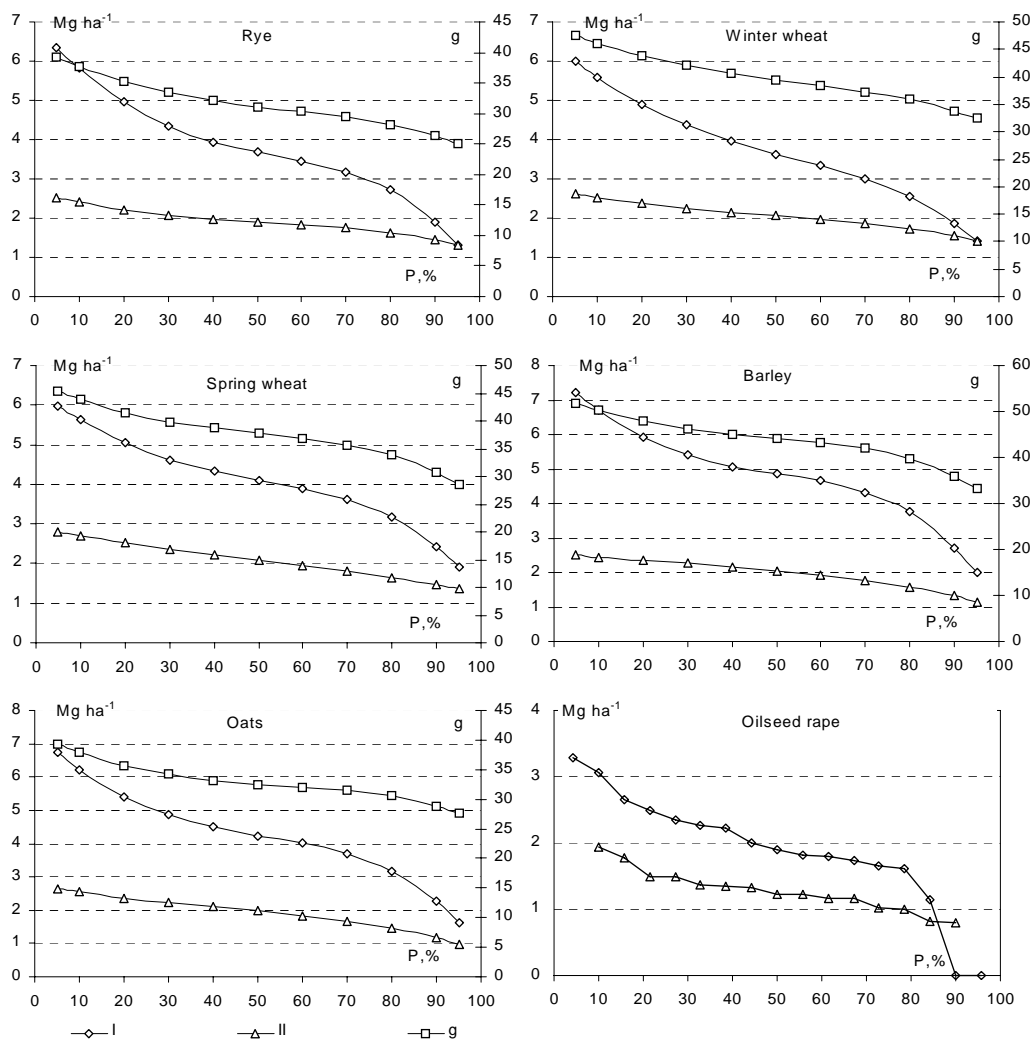 7 Mg ha⁻¹ Rye g 45
6 40
5 35
4 30
3 25
2 20
1 15
0 10
P,% 5
0
0 10 20 30 40 50 60 70 80 90 100
7 Mg ha⁻¹ Winter wheat g 50
6 45
5 40
4 35
3 30
2 25
1 20
0 15
10
P,% 5
0
0 10 20 30 40 50 60 70 80 90 100
7 Mg ha⁻¹ Spring wheat g 50
6 45
5 40
4 35
3 30
2 25
1 20
0 15
10
P,% 5
0
0 10 20 30 40 50 60 70 80 90 100
8 Mg ha⁻¹ Barley g 60
7 50
6 40
5 30
4 20
3 10
2 0
1
0 P,%
0 10 20 30 40 50 60 70 80 90 100
8 Mg ha⁻¹ Oats g 45
7 40
6 35
5 30
4 25
3 20
2 15
1 10
0 5
P,% 0
0 10 20 30 40 50 60 70 80 90 100
4 Mg ha⁻¹ Oilseed rape
3
2
1
0 P,%
0 10 20 30 40 50 60 70 80 90 100
I II g